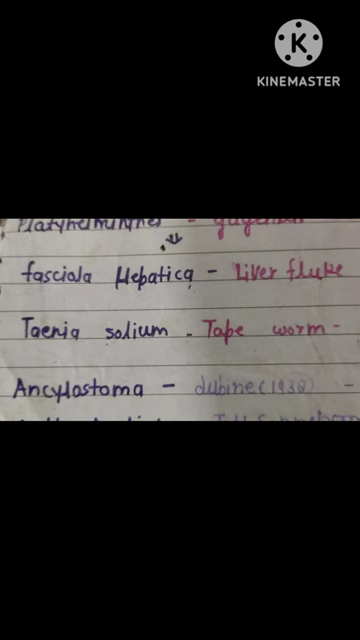 KINEMASTER
fasciola Hepatica - Liver fluke
Taenia solium - Tape worm -
Ancylostoma - dubine (1938) -